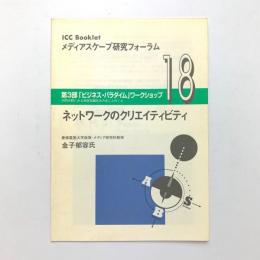 ICC Booklet
メディアスケープ研究フォーラム
18
第3部「ビジネス・パラダイム」ワークショップ
ネットワークのクリエイティビティ
慶應義塾大学政策・メディア研究科教授
金子郁容氏
A
S
B